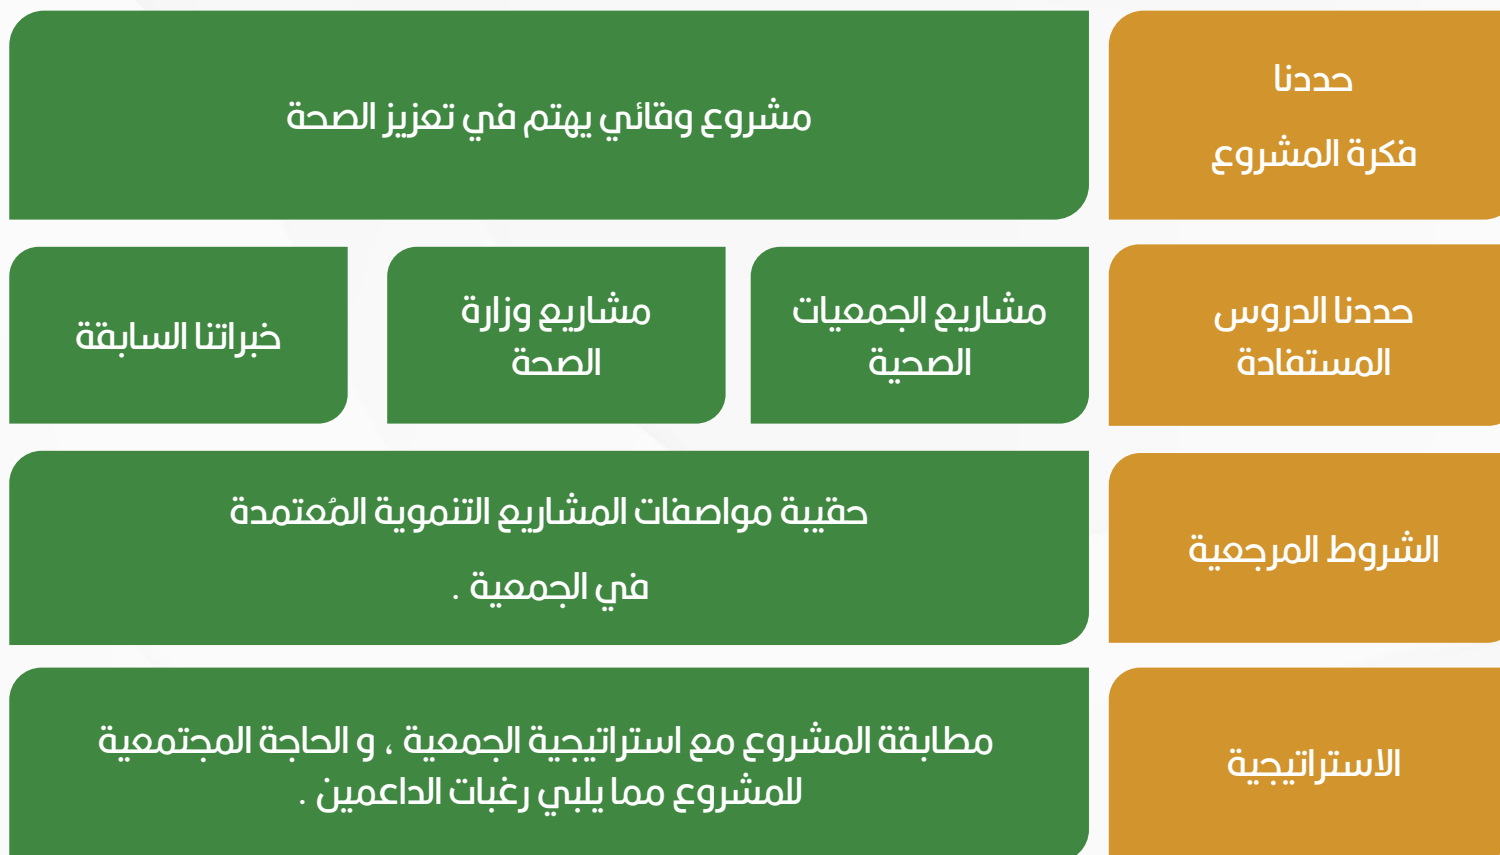 حددنا
فكرة المشروع
مشروع وقائي يهتم في تعزيز الصحة
حددنا الدروس
المستفادة
مشاريع الجمعيات
الصحية
مشاريع وزارة
الصحة
خبراتنا السابقة
الشروط المرجعية
حقيبة مواصفات المشاريع التنموية المُعتمدة
في الجمعية .
الاستراتيجية
مطابقة المشروع مع استراتيجية الجمعية ، و الحاجة المجتمعية
للمشروع مما يلبي رغبات الداعمين .